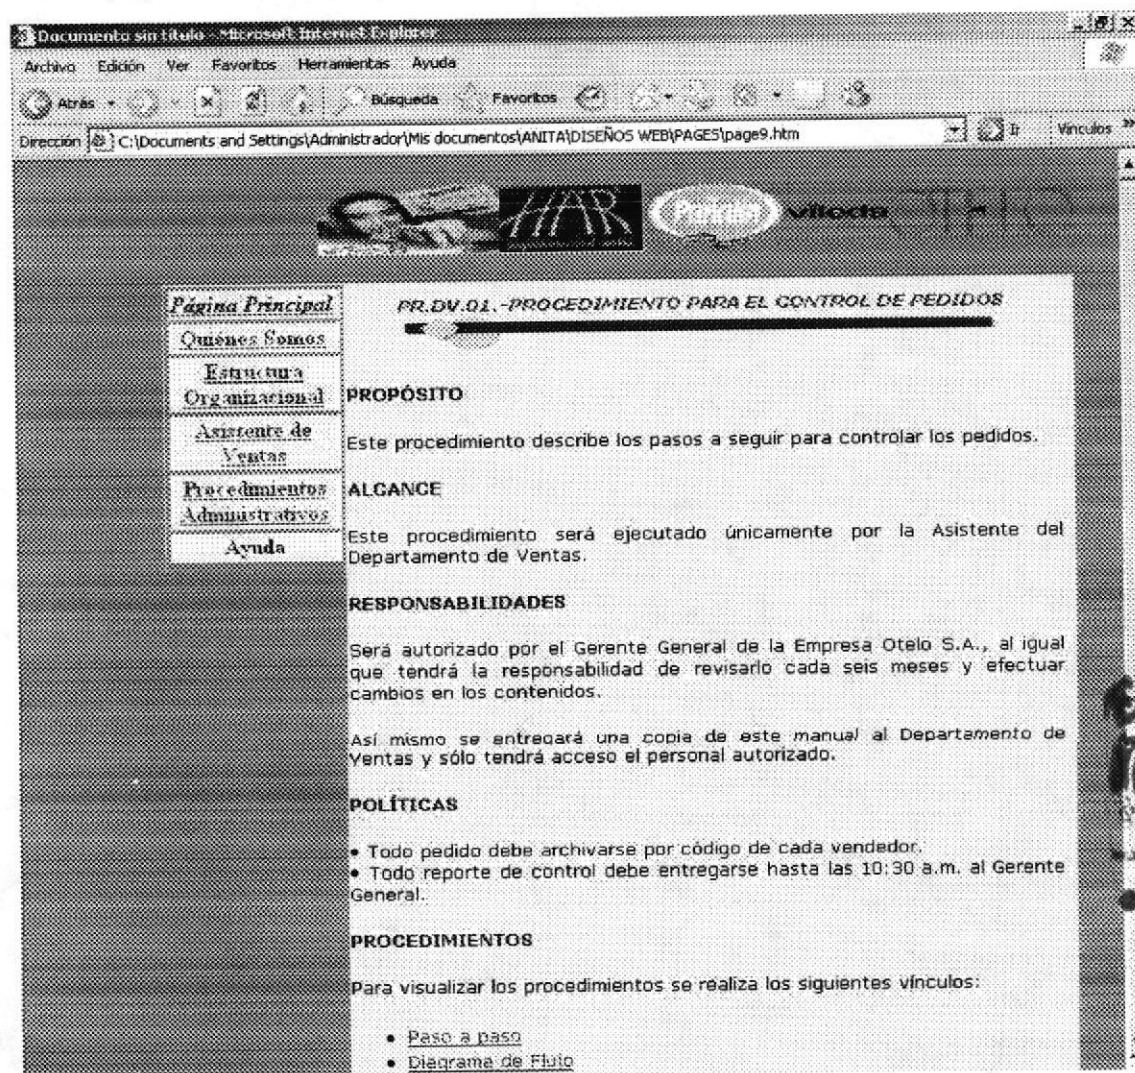 Documento sin título - Microsoft Internet Explorer
Archivo Edición Ver Favoritos Herramientas Ayuda
Atrás Búsqueda Favoritos
Dirección C:\Documents and Settings\Administrador\Mis documentos\ANITA\DISEÑOS WEB\PAGES\page9.htm Ir Vínculos »
HAR
Página Principal
Quiénes Somos
Estructura
Organizacional
Asistente de
Ventas
Procedimientos
Administrativos
Ayuda
PR.DV.01.-PROCEDIMIENTO PARA EL CONTROL DE PEDIDOS
PROPÓSITO
Este procedimiento describe los pasos a seguir para controlar los pedidos.
ALCANCE
Este procedimiento será ejecutado únicamente por la Asistente del
Departamento de Ventas.
RESPONSABILIDADES
Será autorizado por el Gerente General de la Empresa Otelo S.A., al igual
que tendrá la responsabilidad de revisarlo cada seis meses y efectuar
cambios en los contenidos.
Así mismo se entregará una copia de este manual al Departamento de
Ventas y sólo tendrá acceso el personal autorizado.
POLÍTICAS
• Todo pedido debe archivarse por código de cada vendedor.
• Todo reporte de control debe entregarse hasta las 10:30 a.m. al Gerente
General.
PROCEDIMIENTOS
Para visualizar los procedimientos se realiza los siguientes vínculos:
• Paso a paso
• Diagrama de Flujo